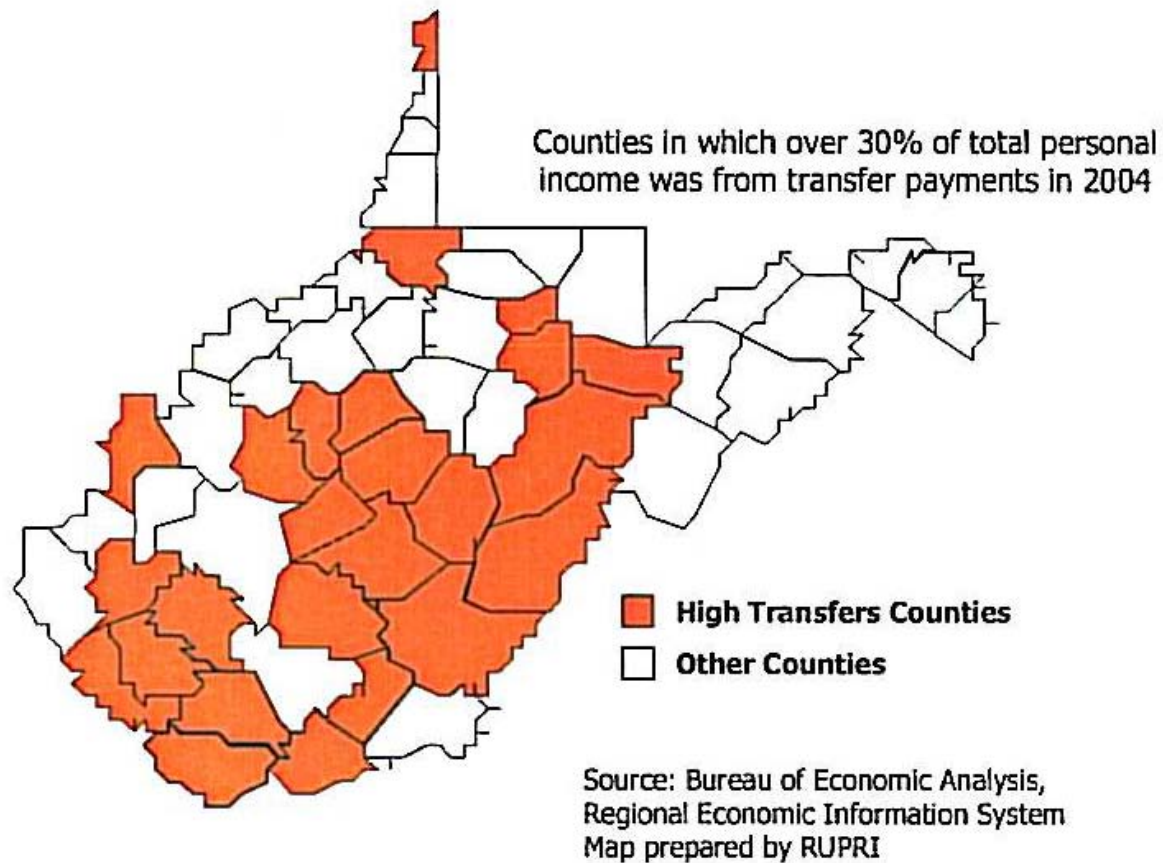 Counties in which over 30% of total personal
income was from transfer payments in 2004
High Transfers Counties
Other Counties
Source: Bureau of Economic Analysis,
Regional Economic Information System
Map prepared by RUPRI